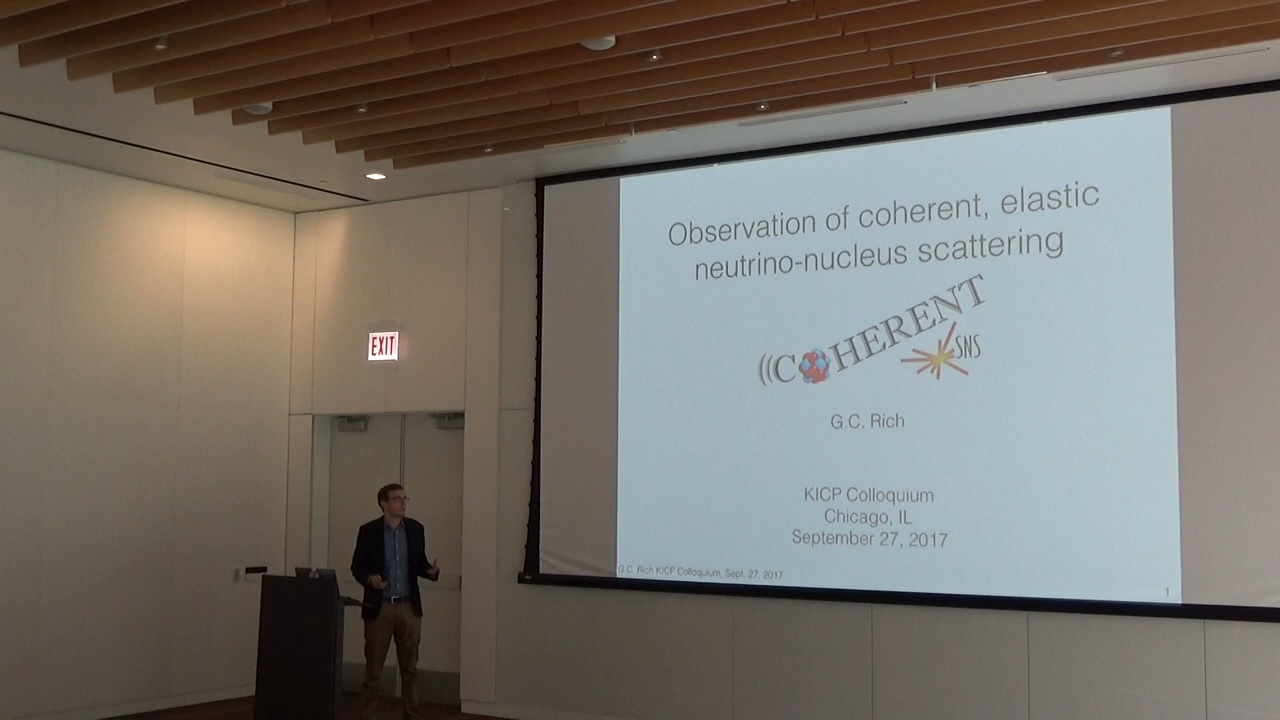 Observation of coherent, elastic
neutrino-nucleus scattering
((COHERENT
SNS
EXIT
G.C. Rich
KICP Colloquium
Chicago, IL
September 27, 2017
G.C. Rich KICP Colloquium, Sept. 27, 2017
1